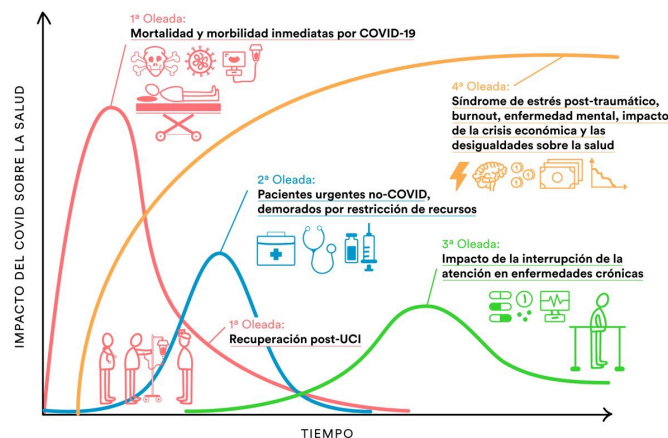 1ª Oleada:
Mortalidad y morbilidad inmediatas por COVID-19
4ª Oleada:
Síndrome de estrés post-traumático,
burnout, enfermedad mental, impacto
de la crisis económica y las
desigualdades sobre la salud
2ª Oleada:
Pacientes urgentes no-COVID,
demorados por restricción de recursos
3ª Oleada:
Impacto de la interrupción de la
atención en enfermedades crónicas
1ª Oleada:
Recuperación post-UCI
IMPACTO DEL COVID SOBRE LA SALUD
TIEMPO